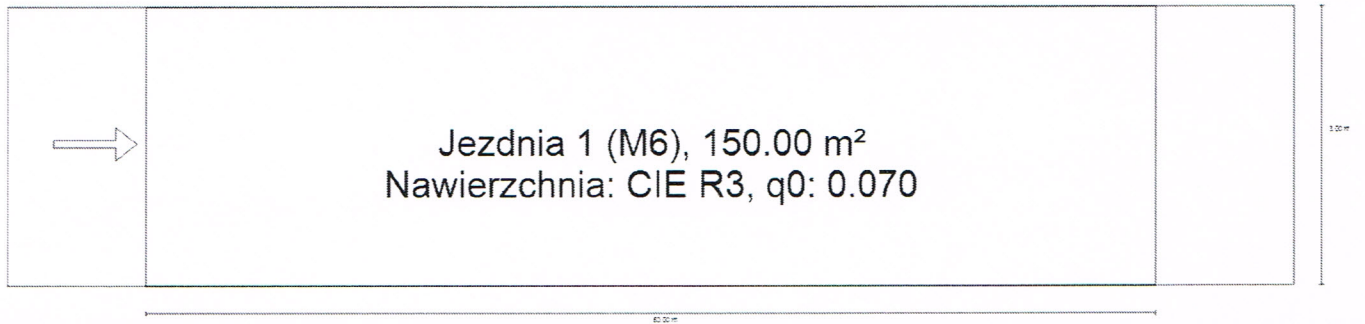 Jezdnia 1 (M6), 150.00 m²
Nawierzchnia: CIE R3, q0: 0.070